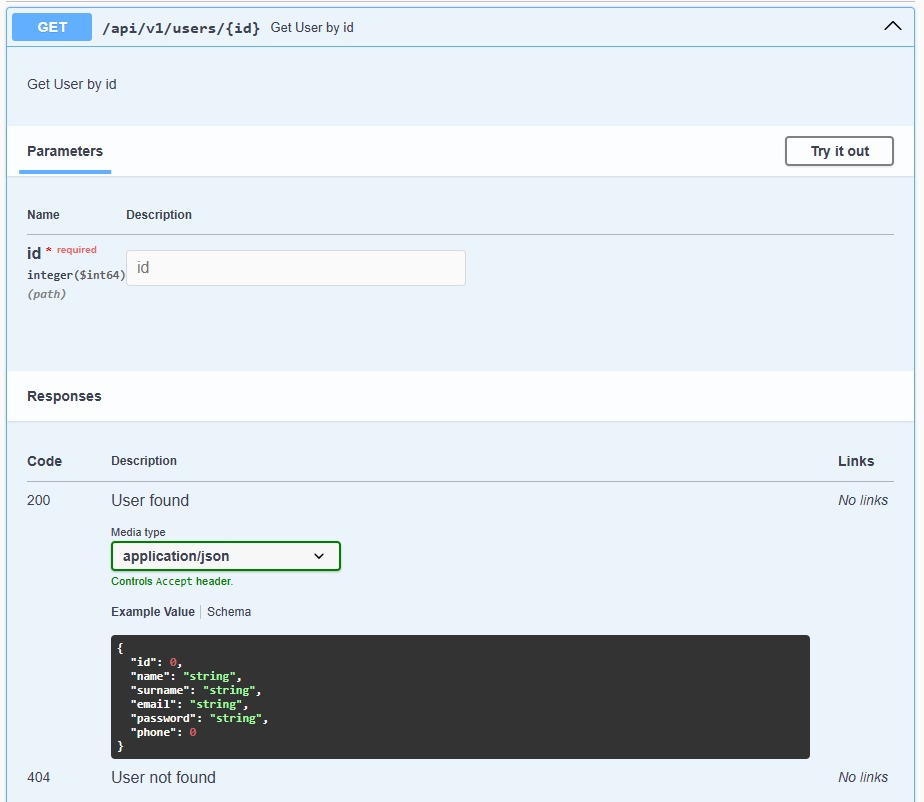 GET /api/v1/users/{id} Get User by id
Get User by id
Parameters
Try it out
Name Description
id * required
integer($int64)
(path)
id
Responses
Code Description Links
200 User found No links
Media type
application/json
Controls Accept header.
Example Value Schema
{
  "id": 0,
  "name": "string",
  "surname": "string",
  "email": "string",
  "password": "string",
  "phone": 0
}
404 User not found No links